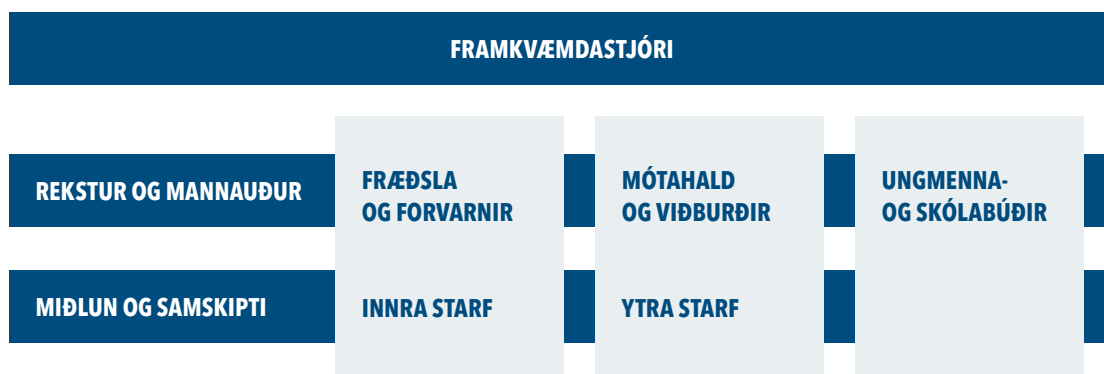 FRAMKVÆMDASTJÓRI
REKSTUR OG MANNAUÐUR
FRÆÐSLA
OG FORVARNIR
MÓTAHALD
OG VIÐBURÐIR
UNGMENNA-
OG SKÓLABÚÐIR
MIÐLUN OG SAMSKIPTI
INNRA STARF
YTRA STARF